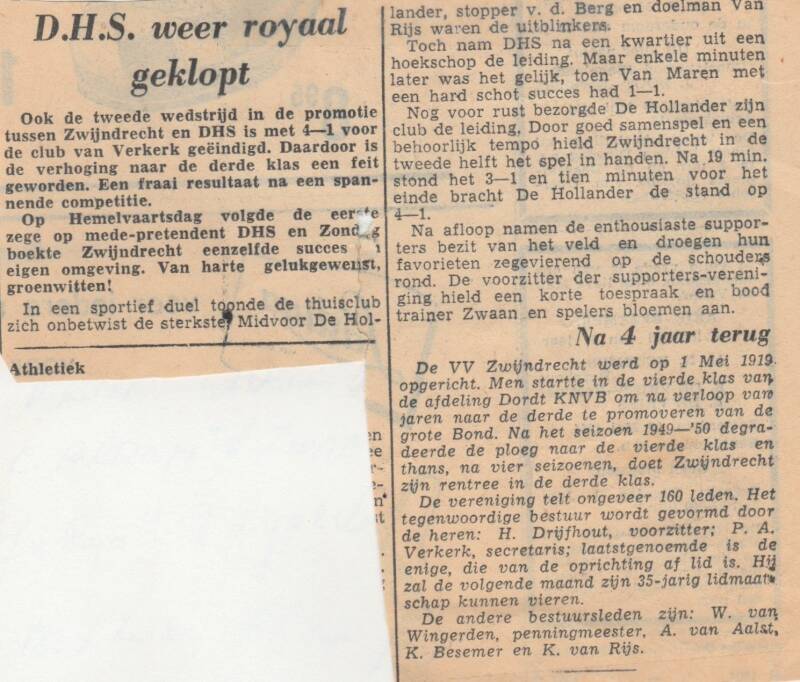 D.H.S. weer royaal
geklopt
Ook de tweede wedstrijd in de promotie
tussen Zwijndrecht en DHS is met 4—1 voor
de club van Verkerk geëindigd. Daardoor is
de verhoging naar de derde klas een feit
geworden. Een fraai resultaat na een span-
nende competitie.
Op Hemelvaartsdag volgde de eerste
zege op mede-pretendent DHS en Zondag
boekte Zwijndrecht eenzelfde succes
eigen omgeving. Van harte gelukgewenst,
groenwitten!
In een sportief duel toonde de thuisclub
zich onbetwist de sterkste. Midvoor De Hol-
Athletiek
lander, stopper v. d. Berg en doelman Van
Rijs waren de uitblinkers.
Toch nam DHS na een kwartier uit een
hoekschop de leiding. Maar enkele minuten
later was het gelijk, toen Van Maren met
een hard schot succes had 1—1.
Nog voor rust bezorgde De Hollander zijn
club de leiding. Door goed samenspel en een
behoorlijk tempo hield Zwijndrecht in de
tweede helft het spel in handen. Na 19 min.
stond het 3—1 en tien minuten voor het
einde bracht De Hollander de stand op
4—1.
Na afloop namen de enthousiaste suppor-
ters bezit van het veld en droegen hun
favorieten zegevierend op de schouders
rond. De voorzitter der supporters-vereni-
ging hield een korte toespraak en bood
trainer Zwaan en spelers bloemen aan.
Na 4 jaar terug
De VV Zwijndrecht werd op 1 Mei 1919
opgericht. Men startte in de vierde klas van
de afdeling Dordt KNVB om na verloop van
jaren naar de derde te promoveren van de
grote Bond. Na het seizoen 1949—'50 degra-
deerde de ploeg naar de vierde klas en
thans, na vier seizoenen, doet Zwijndrecht
zijn rentree in de derde klas.
De vereniging telt ongeveer 160 leden. Het
tegenwoordige bestuur wordt gevormd door
de heren: H. Drijfhout, voorzitter; P. A.
Verkerk, secretaris; laatstgenoemde is de
enige, die van de oprichting af lid is. Hij
zal de volgende maand zijn 35-jarig lidmaat-
schap kunnen vieren.
De andere bestuursleden zijn: W. van
Wingerden, penningmeester, A. van Aalst,
K. Besemer en K. van Rijs.